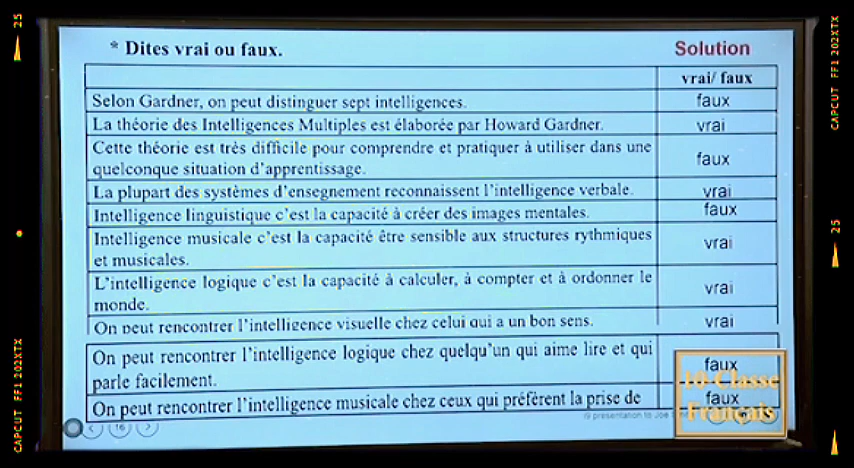 * Dites vrai ou faux.
Solution
vrai/ faux
Selon Gardner, on peut distinguer sept intelligences.
faux
La théorie des Intelligences Multiples est élaborée par Howard Gardner.
vrai
Cette théorie est très difficile pour comprendre et pratiquer à utiliser dans une
quelconque situation d'apprentissage.
faux
La plupart des systèmes d'ensegnement reconnaissent l'intelligence verbale.
vrai
Intelligence linguistique c'est la capacité à créer des images mentales.
faux
Intelligence musicale c'est la capacité être sensible aux structures rythmiques
et musicales.
vrai
L'intelligence logique c'est la capacité à calculer, à compter et à ordonner le
monde.
vrai
On peut rencontrer l'intelligence visuelle chez celui qui a un bon sens.
vrai
On peut rencontrer l'intelligence logique chez quelqu'un qui aime lire et qui
parle facilement.
faux
On peut rencontrer l'intelligence musicale chez ceux qui préfèrent la prise de
faux
10 Classe
Français
presentation to
16
25
CAPCUT FF1 202XTX
CAPCUT FF1 202XTX
25